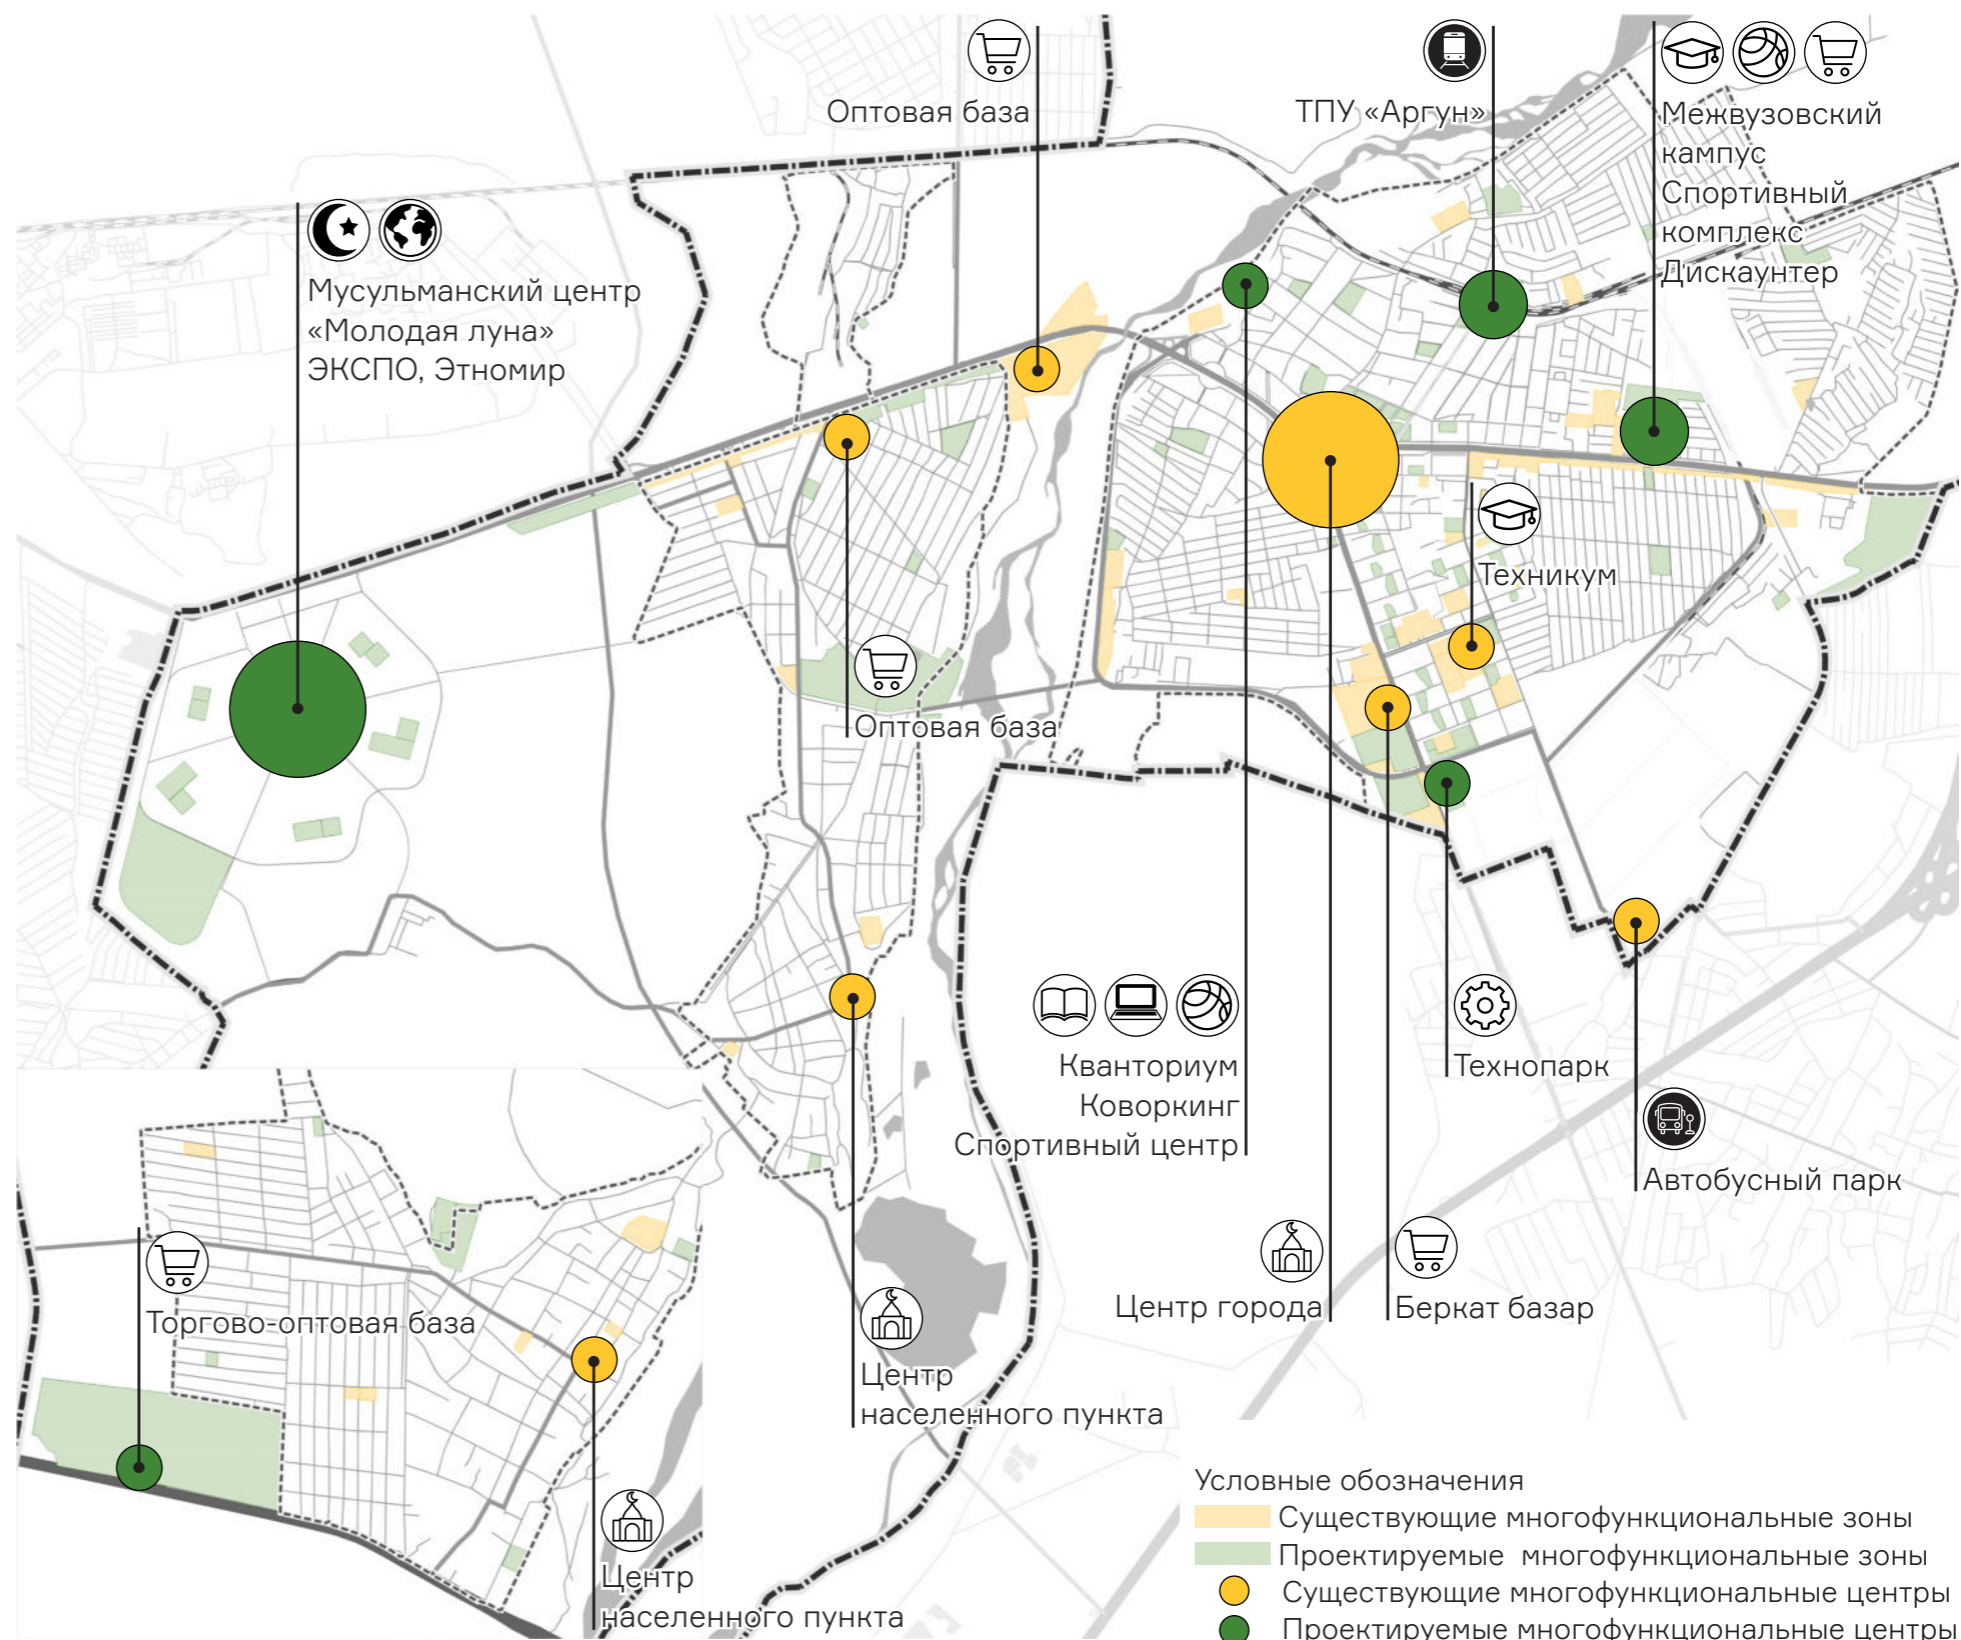 Оптовая база
ТПУ «Аргун»
Межвузовский
кампус
Спортивный
комплекс
Дискаунтер
Мусульманский центр
«Молодая луна»
ЭКСПО, Этномир
Техникум
Оптовая база
Кванториум
Коворкинг
Спортивный центр
Технопарк
Автобусный парк
Центр города
Беркат базар
Торгово-оптовая база
Центр
населенного пункта
Центр
населенного пункта
Условные обозначения
Существующие многофункциональные зоны
Проектируемые многофункциональные зоны
Существующие многофункциональные центры
Проектируемые многофункциональные центры